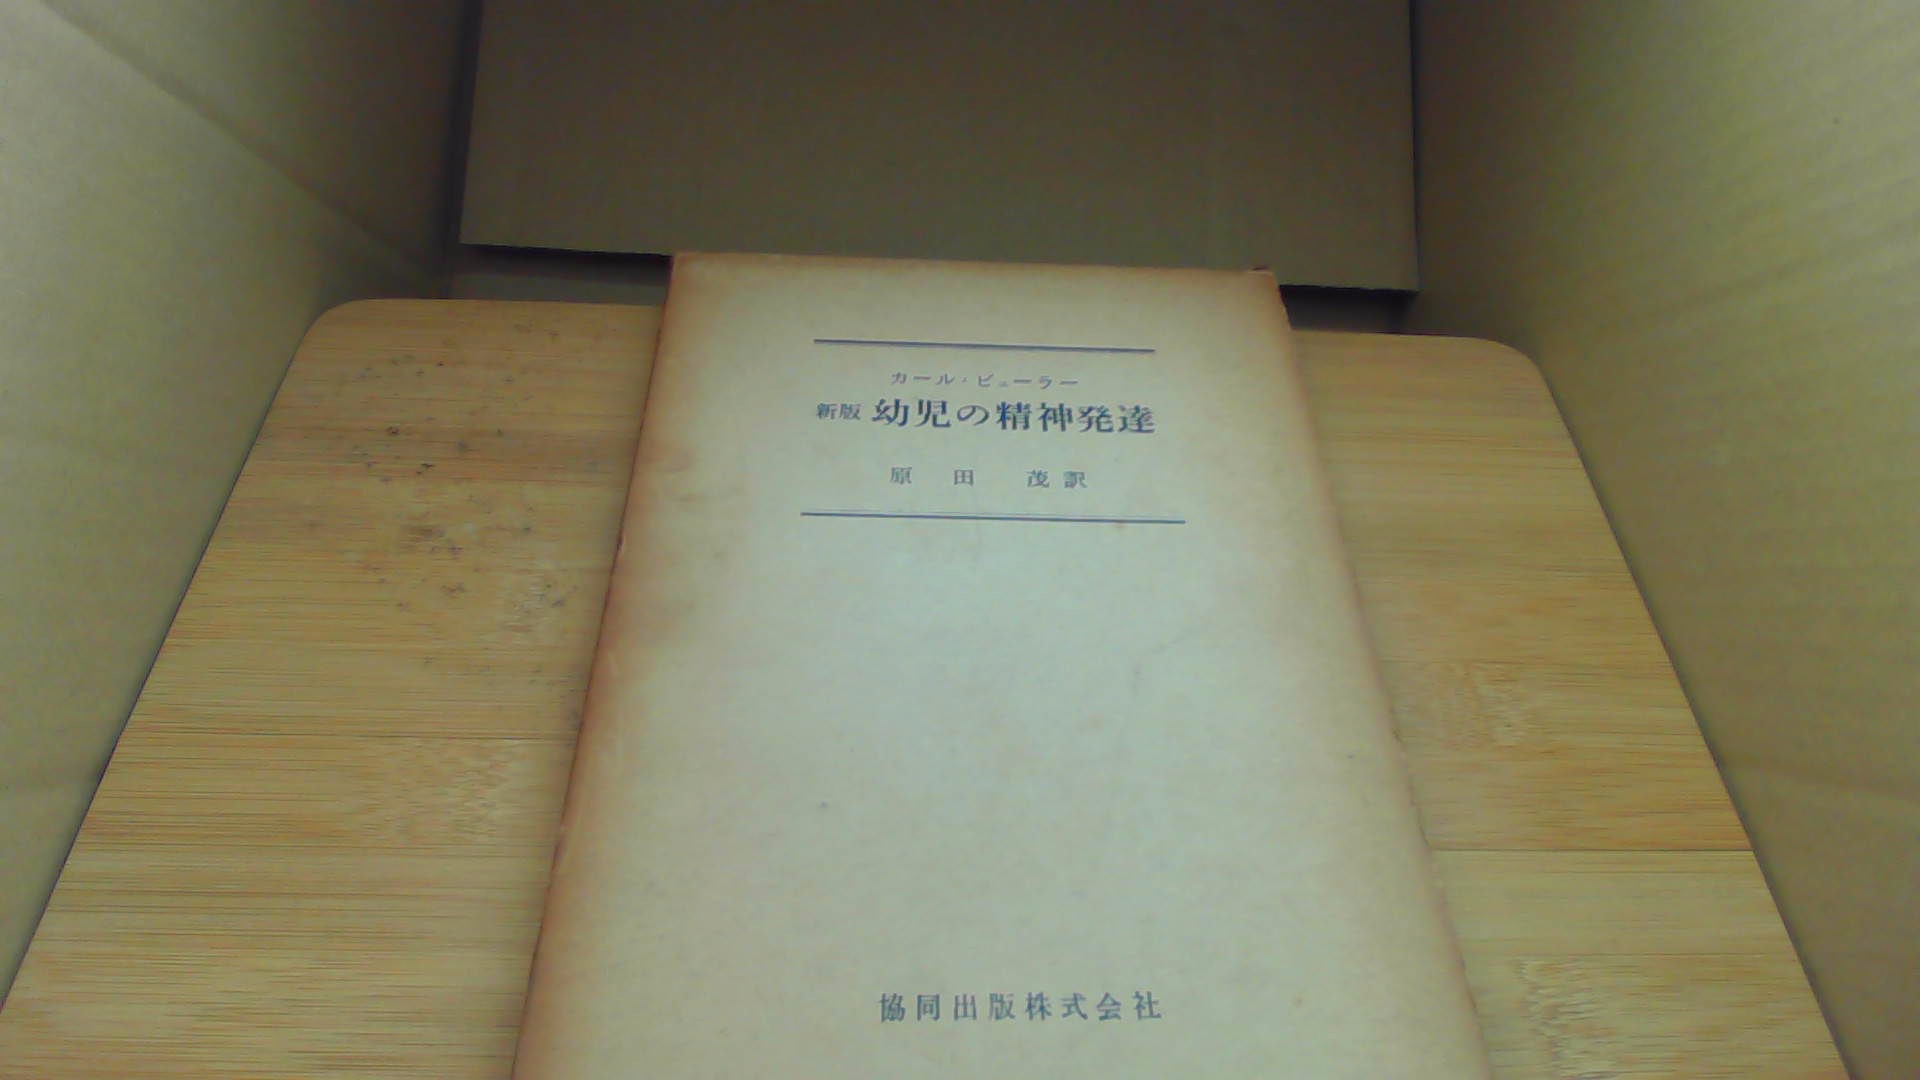 カール・ビューラー
新版 幼児の精神発達
原田 茂訳
協同出版株式会社